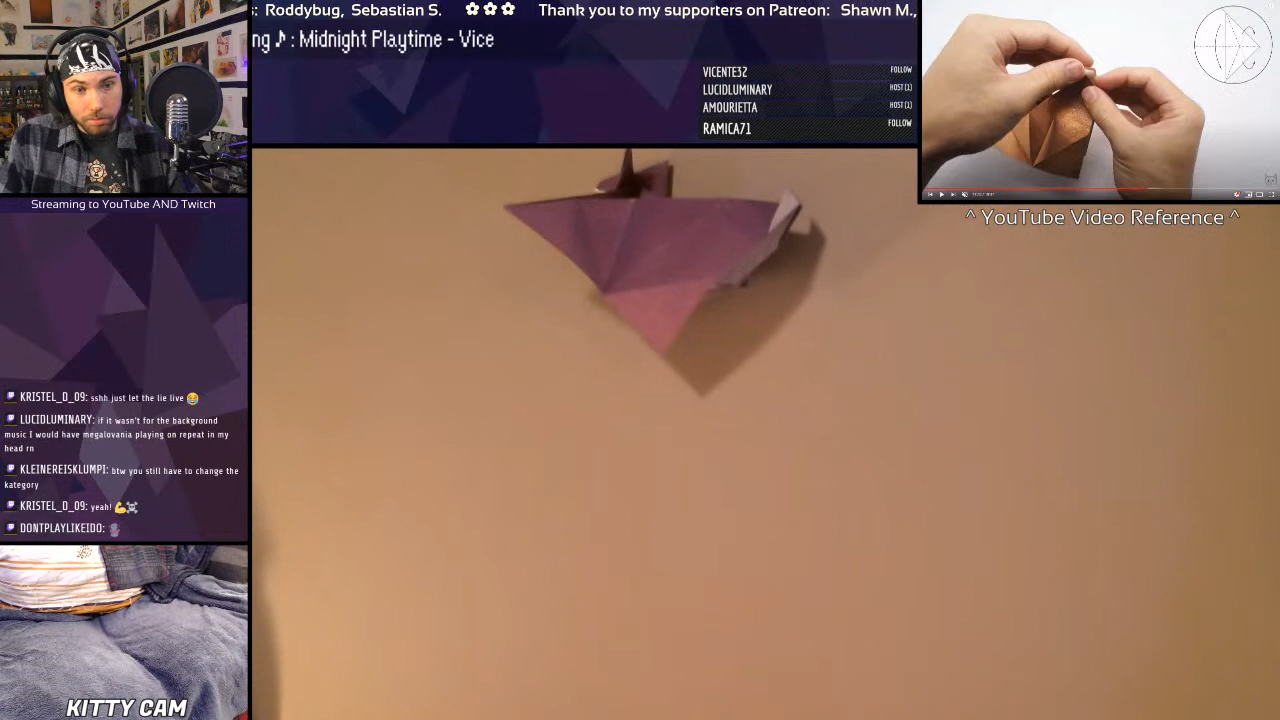 s: Roddybug, Sebastian S. ✿ ✿ ✿ Thank you to my supporters on Patreon: Shawn M.,
ng ♪ : Midnight Playtime - Vice
VICENTE32 FOLLOW
LUCIDLUMINARY HOST (1)
AMOURIETTA HOST (1)
RAMICA71 FOLLOW
Streaming to YouTube AND Twitch
^ YouTube Video Reference ^
KRISTEL_D_09: sshh just let the lie live 😂
LUCIDLUMINARY: if it wasn't for the background
music I would have megalovania playing on repeat in my
head rn
KLEINEREISKLUMPI: btw you still have to change the
kategory
KRISTEL_D_09: yeah! 💪☠️
DONTPLAYLIKEIDO:
KITTY CAM